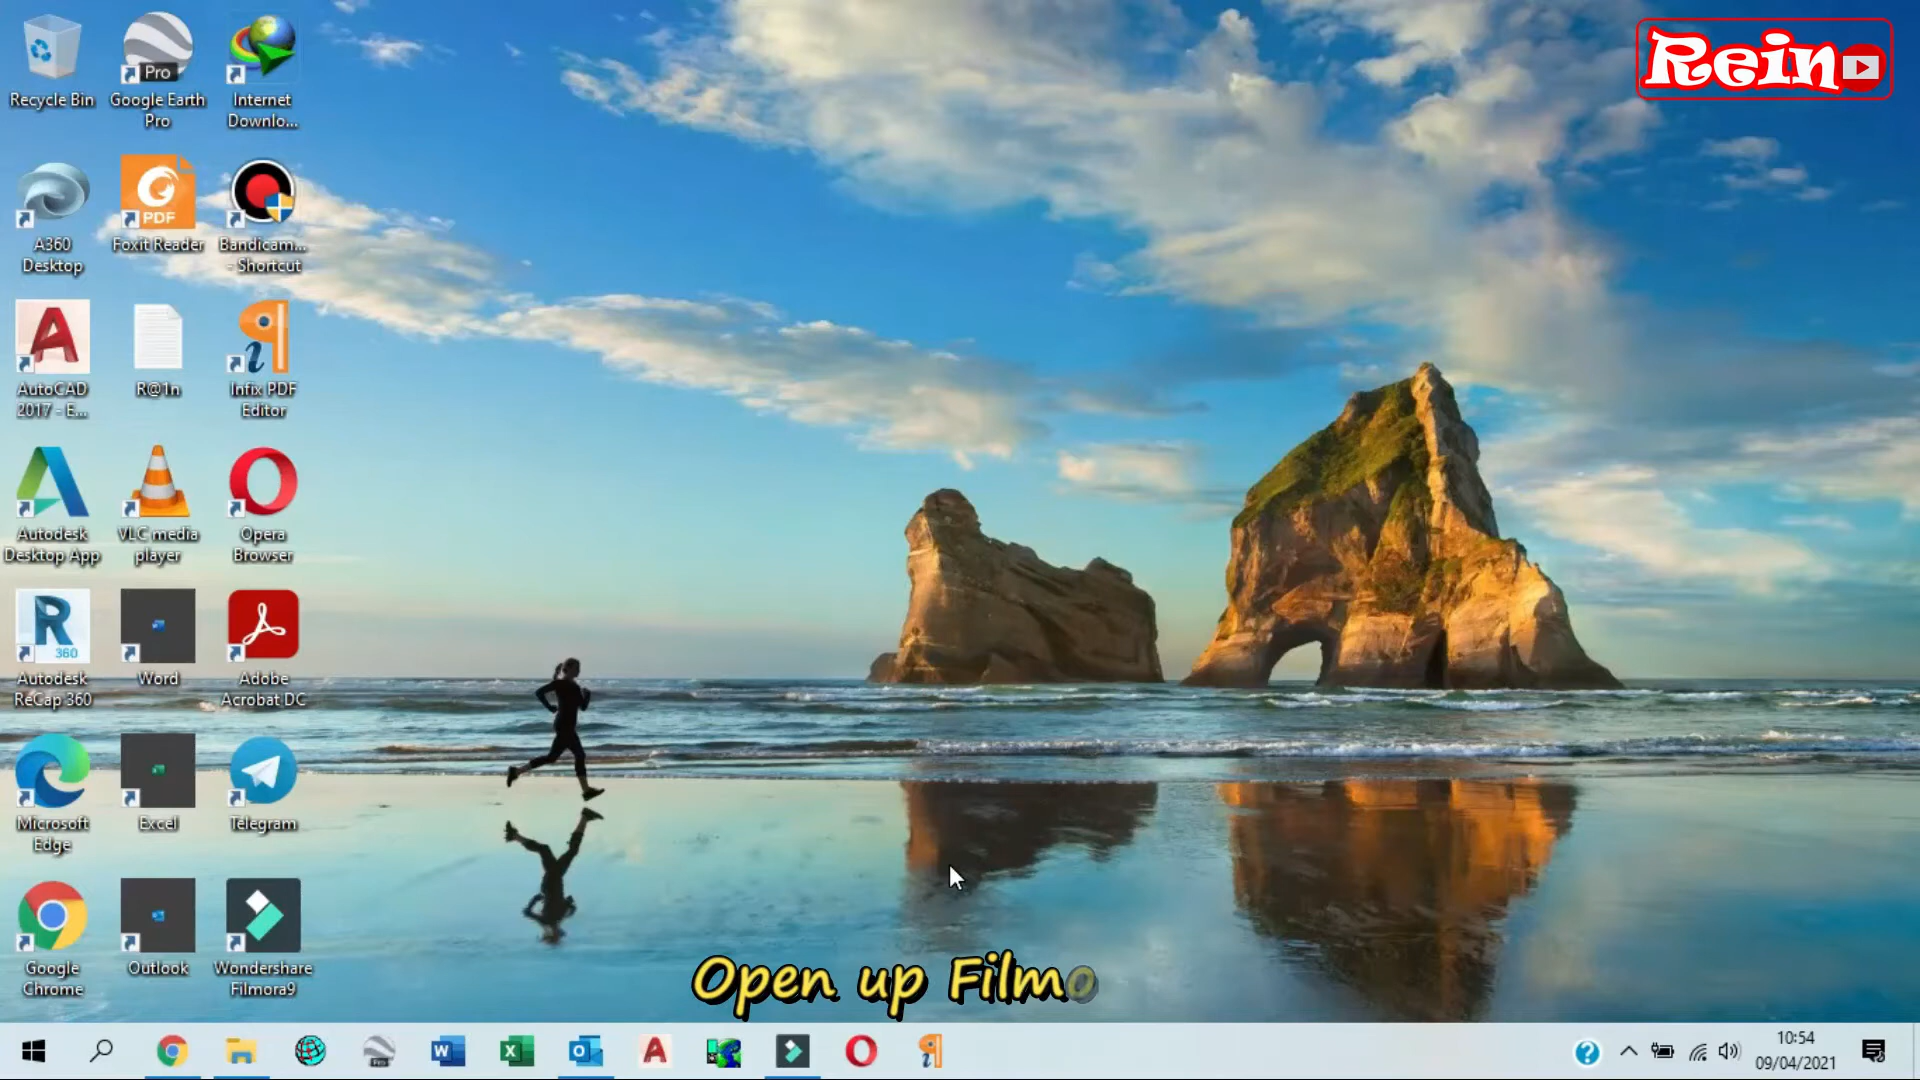 Rein
Recycle Bin
Google Earth
Pro
Pro
Internet
Downlo...
A360
Desktop
PDF
Foxit Reader
Bandicam...
- Shortcut
AutoCAD
2017 - E...
R@1n
Infix PDF
Editor
Autodesk
Desktop App
VLC media
player
Opera
Browser
360
Autodesk
ReCap 360
Word
Adobe
Acrobat DC
Microsoft
Edge
Excel
Telegram
Google
Chrome
Outlook
Wondershare
Filmora9
Open up Filmo
10:54
09/04/2021